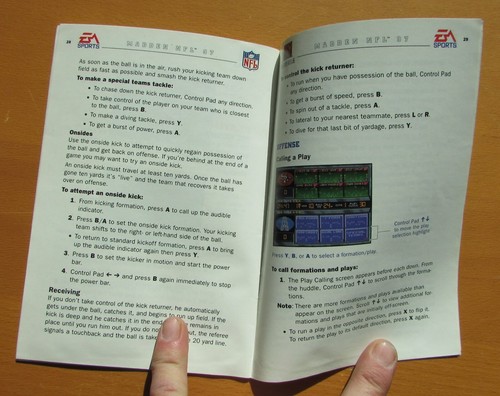 28
EA
SPORTS
MADDEN NFL 97
NFL
As soon as the ball is in the air, rush your kicking team down
field as fast as possible and smash the kick returner.
To make a special teams tackle:
• To chase down the kick returner, Control Pad any direction.
• To take control of the player on your team who is closest
to the ball, press B.
• To make a diving tackle, press Y.
• To get a burst of power, press A.
Onsides
Use the onside kick to attempt to quickly regain possession of
the ball and get back on offense. If you're behind at the end of a
game you may want to try an onside kick.
An onside kick must travel at least ten yards. Once the ball has
gone ten yards it's "live" and the team that recovers it takes
over on offense.
To attempt an onside kick:
1. From kicking formation, press A to call up the audible
indicator.
2. Press B/A to set the onside kick formation. Your kicking
team shifts to the right- or left-hand side of the ball.
• To return to standard kickoff formation, press A to bring
up the audible indicator again then press Y.
3. Press B to set the kicker in motion and start the power
bar.
4. Control Pad ← → and press B again immediately to stop
the power bar.
Receiving
If you don't take control of the kick returner, he automatically
gets under the ball, catches it, and begins to run up field. If the
kick is deep and he catches it in the end remains in
place until you run him out. If you do not out, the referee
signals a touchback and the ball is 20 yard line.
MADDEN NFL 97
EA
SPORTS
29
control the kick returner:
• To run when you have possession of the ball, Control Pad
any direction.
• To get a burst of speed, press B.
• To spin out of a tackle, press A.
• To lateral to your nearest teammate, press L or R.
• To dive for that last bit of yardage, press Y.
OFFENSE
Calling a Play
Control Pad ↑↓
to move the play
selection highlight
Press Y, B, or A to select a formation/play.
To call formations and plays:
1. The Play Calling screen appears before each down. From
the huddle, Control Pad ↑↓ to scroll through the forma-
tions.
Note: There are more formations and plays available than
appear on the screen. Scroll ↑↓ to view additional for-
mations and plays that are initially off-screen.
• To run a play in the opposite direction, press X to flip it.
To return the play to its default direction, press X again.